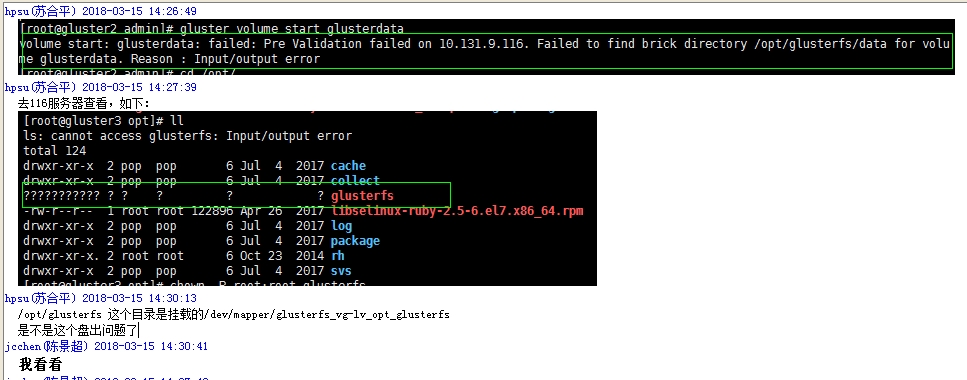 hpsu(苏合平) 2018-03-15 14:26:49
[root@gluster2 admin]# gluster volume start glusterdata
volume start: glusterdata: failed: Pre Validation failed on 10.131.9.116. Failed to find brick directory /opt/glusterfs/data for volu
me glusterdata. Reason : Input/output error
[root@gluster2 admin]# cd /opt/
hpsu(苏合平) 2018-03-15 14:27:39
去116服务器查看，如下：
[root@gluster3 opt]# ll
ls: cannot access glusterfs: Input/output error
total 124
drwxr-xr-x 2 pop pop 6 Jul 4 2017 cache
drwxr-xr-x 2 pop pop 6 Jul 4 2017 collect
??????????? ? ? ? ? ? glusterfs
-rw-r--r-- 1 root root 122896 Apr 26 2017 libselinux-ruby-2.5-6.el7.x86_64.rpm
drwxr-xr-x 2 pop pop 6 Jul 4 2017 log
drwxr-xr-x 2 pop pop 6 Jul 4 2017 package
drwxr-xr-x. 2 root root 6 Oct 23 2014 rh
drwxr-xr-x 2 pop pop 6 Jul 4 2017 svs
[root@gluster3 opt]# chown -R root:root glusterfs
hpsu(苏合平) 2018-03-15 14:30:13
/opt/glusterfs 这个目录是挂载的/dev/mapper/glusterfs_vg-lv_opt_glusterfs
是不是这个盘出问题了
jcchen(陈景超) 2018-03-15 14:30:41
我看看